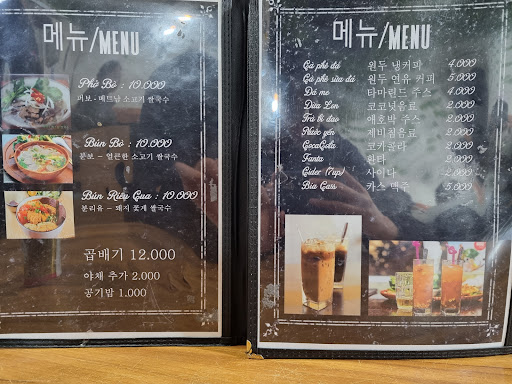 메뉴/MENU
Phở Bò : 10.000
퍼보 - 베트남 소고기 쌀국수
Bún Bò : 10.000
분보 - 얼큰한 소고기 쌀국수
Bún Riêu Cua : 10.000
분리유 - 돼지 꽃게 쌀국수
곱배기 12.000
야채 추가 2.000
공기밥 1.000
메뉴/MENU
Cà phê đá 원두 냉커피 4.000
Cà phê sữa đá 원두 연유 커피 5.000
Đá me 타마린드 주스 4.000
Dừa Lon 코코넛음료 2.000
Trà bí đao 애호박 주스 2.000
Nước yến 제비집음료 2.000
CocaCola 코카콜라 2.000
Fanta 환타 2.000
Cider (7up) 사이다 2.000
Bia Cass 카스 맥주 5.000